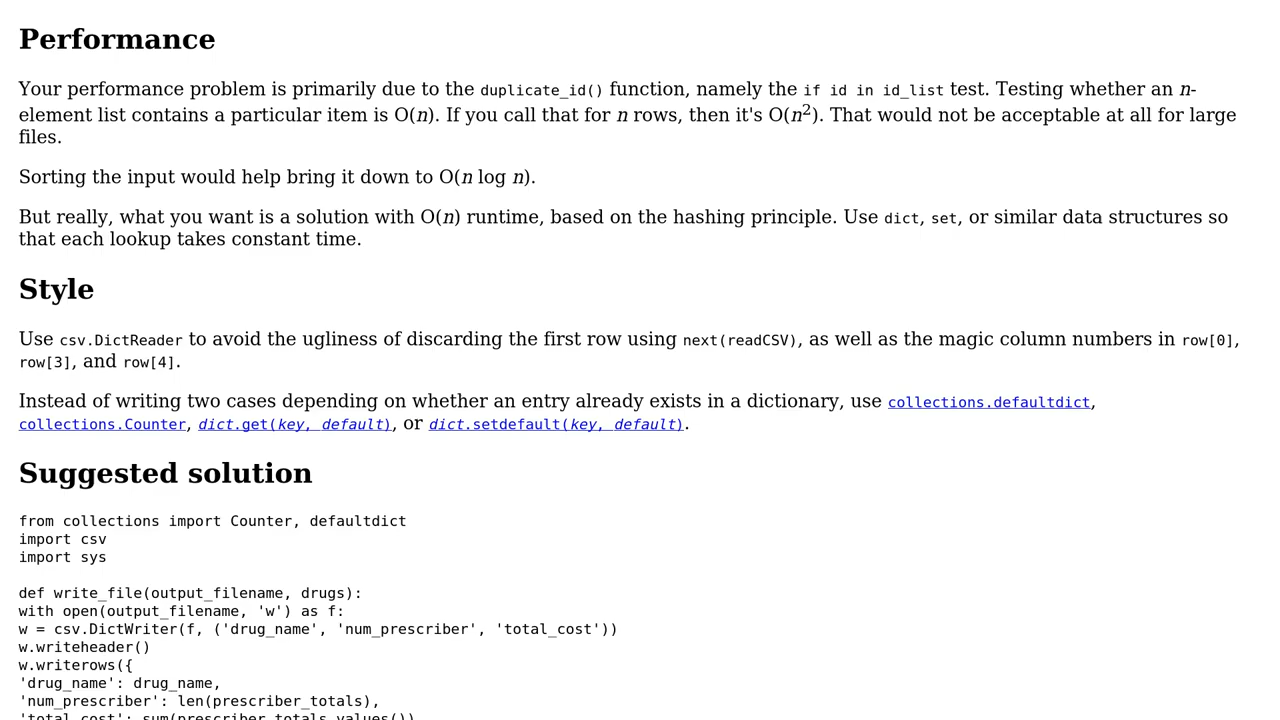 Performance
Your performance problem is primarily due to the duplicate_id() function, namely the if id in id_list test. Testing whether an n-
element list contains a particular item is O(n). If you call that for n rows, then it's O(n2). That would not be acceptable at all for large
files.
Sorting the input would help bring it down to O(n log n).
But really, what you want is a solution with O(n) runtime, based on the hashing principle. Use dict, set, or similar data structures so
that each lookup takes constant time.
Style
Use csv.DictReader to avoid the ugliness of discarding the first row using next(readCSV), as well as the magic column numbers in row[0],
row[3], and row[4].
Instead of writing two cases depending on whether an entry already exists in a dictionary, use collections.defaultdict,
collections.Counter, dict.get(key, default), or dict.setdefault(key, default).
Suggested solution
from collections import Counter, defaultdict
import csv
import sys
def write_file(output_filename, drugs):
with open(output_filename, 'w') as f:
w = csv.DictWriter(f, ('drug_name', 'num_prescriber', 'total_cost'))
w.writeheader()
w.writerows({
'drug_name': drug_name,
'num_prescriber': len(prescriber_totals),
'total_cost': sum(prescriber_totals.values())